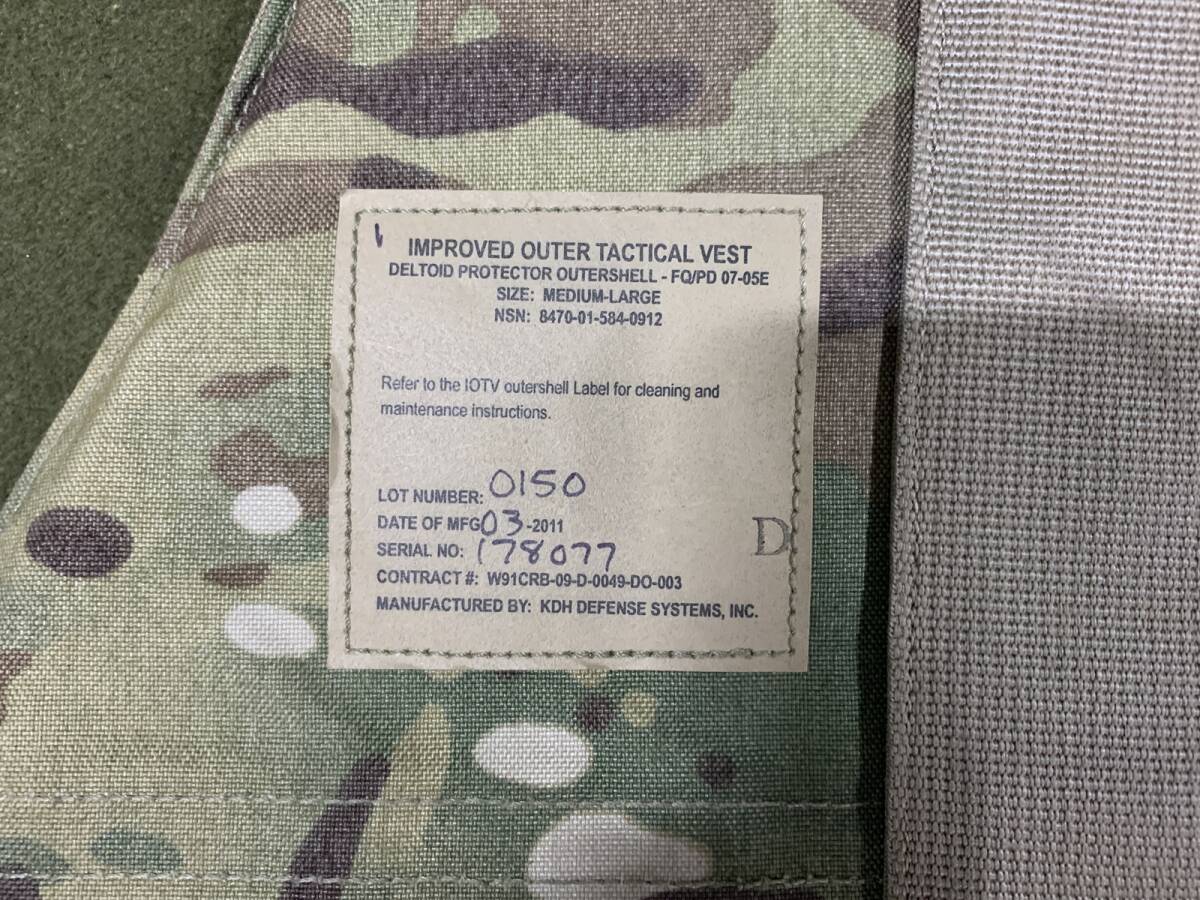 IMPROVED OUTER TACTICAL VEST
DELTOID PROTECTOR OUTERSHELL - FQ/PD 07-05E
SIZE: MEDIUM-LARGE
NSN: 8470-01-584-0912
Refer to the IOTV outershell Label for cleaning and
maintenance instructions.
LOT NUMBER: 0150
DATE OF MFG 03-2011
SERIAL NO: 178077
D
CONTRACT #: W91CRB-09-D-0049-DO-003
MANUFACTURED BY: KDH DEFENSE SYSTEMS, INC.